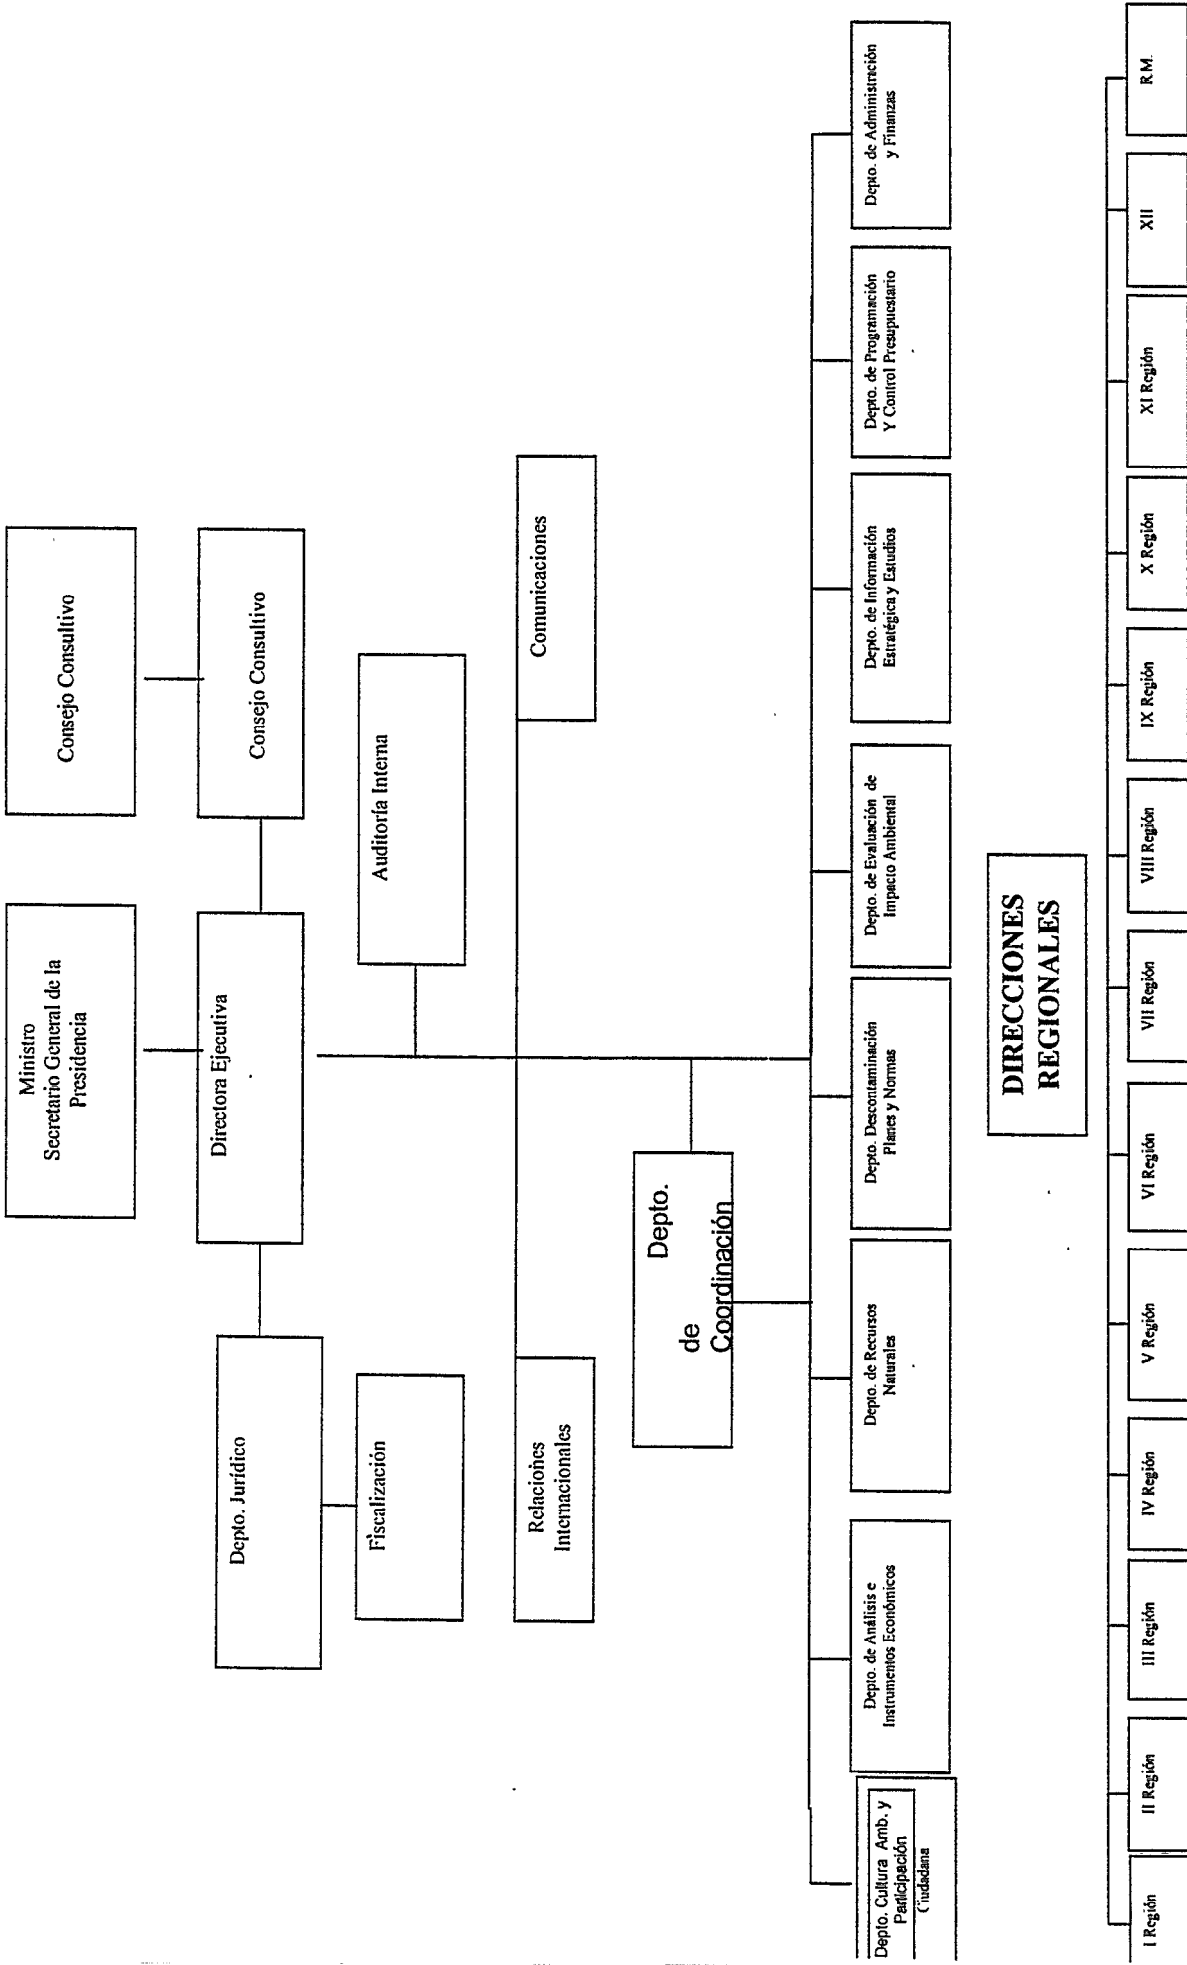 Ministro
Secretario General de la
Presidencia
Consejo Consultivo
Depto. Jurídico
Directora Ejecutiva
Consejo Consultivo
Fiscalización
Auditoría Interna
Relaciones
Internacionales
Comunicaciones
Depto.
de
Coordinación
Depto. Cultura Amb. y
Participación
Ciudadana
Depto. de Análisis e
Instrumentos Económicos
Depto. de Recursos
Naturales
Depto. Descontaminación
Planes y Normas
Depto. de Evaluación de
Impacto Ambiental
Depto. de Información
Estratégica y Estudios
Depto. de Programación
Y Control Presupuestario
Depto. de Administración
y Finanzas
DIRECCIONES
REGIONALES
I Región
II Región
III Región
IV Región
V Región
VI Región
VII Región
VIII Región
IX Región
X Región
XI Región
XII
R.M.